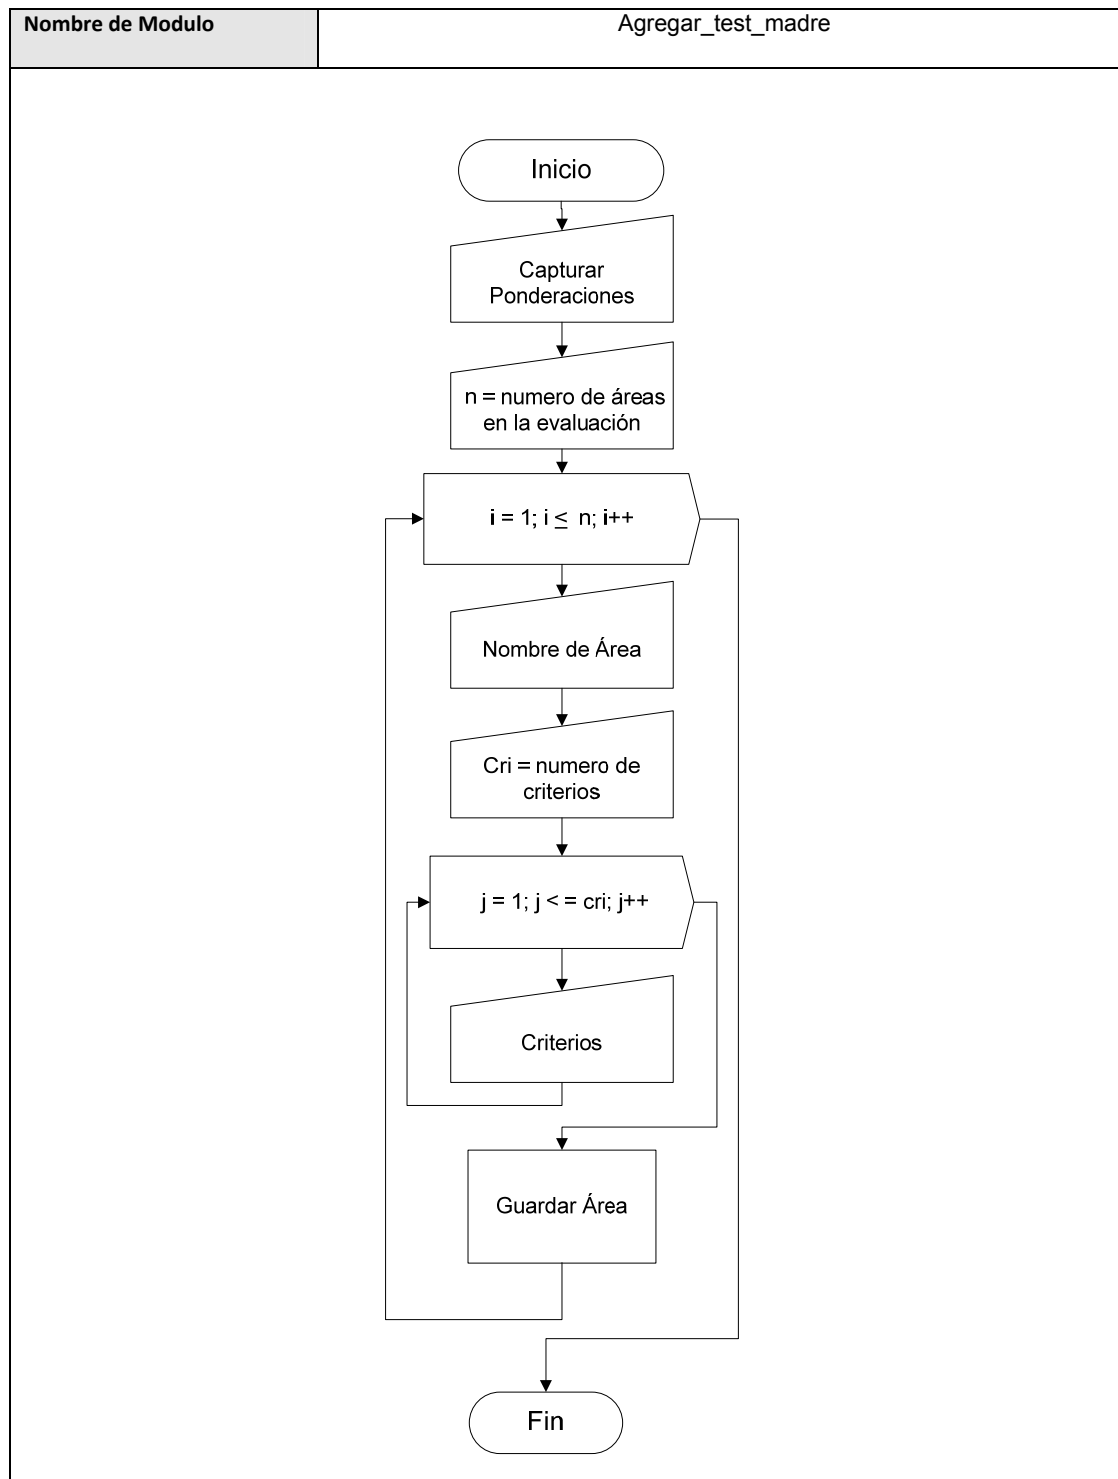 Nombre de Modulo
Agregar_test_madre
Inicio
Capturar
Ponderaciones
n = numero de áreas
en la evaluación
i = 1; i ≤ n; i++
Nombre de Área
Cri = numero de
criterios
j = 1; j < = cri; j++
Criterios
Guardar Área
Fin